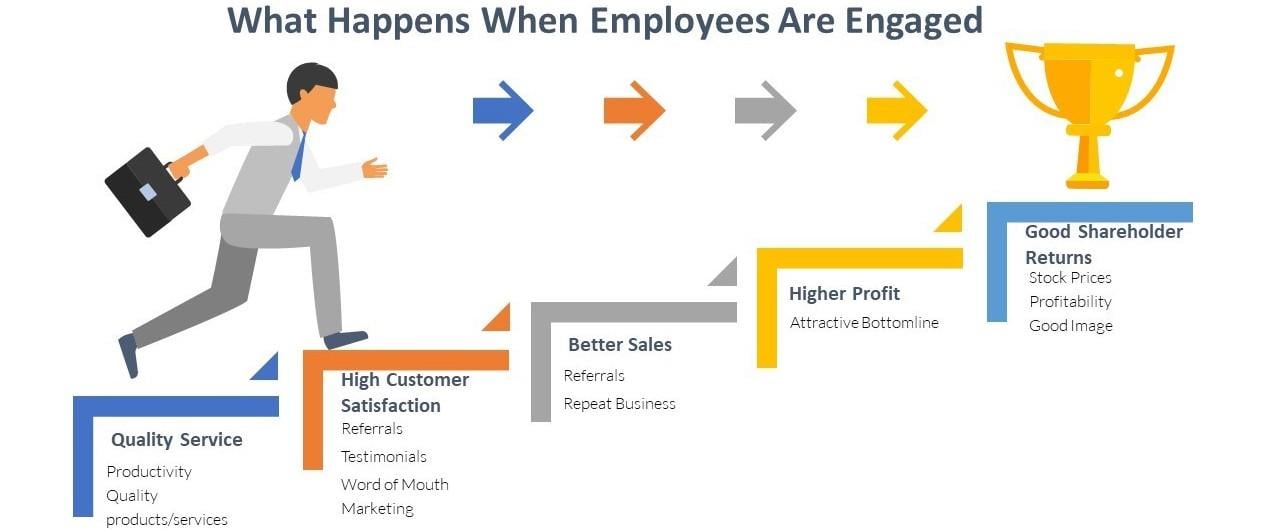 What Happens When Employees Are Engaged
Quality Service
Productivity
Quality
products/services
High Customer
Satisfaction
Referrals
Testimonials
Word of Mouth
Marketing
Better Sales
Referrals
Repeat Business
Higher Profit
Attractive Bottomline
Good Shareholder
Returns
Stock Prices
Profitability
Good Image